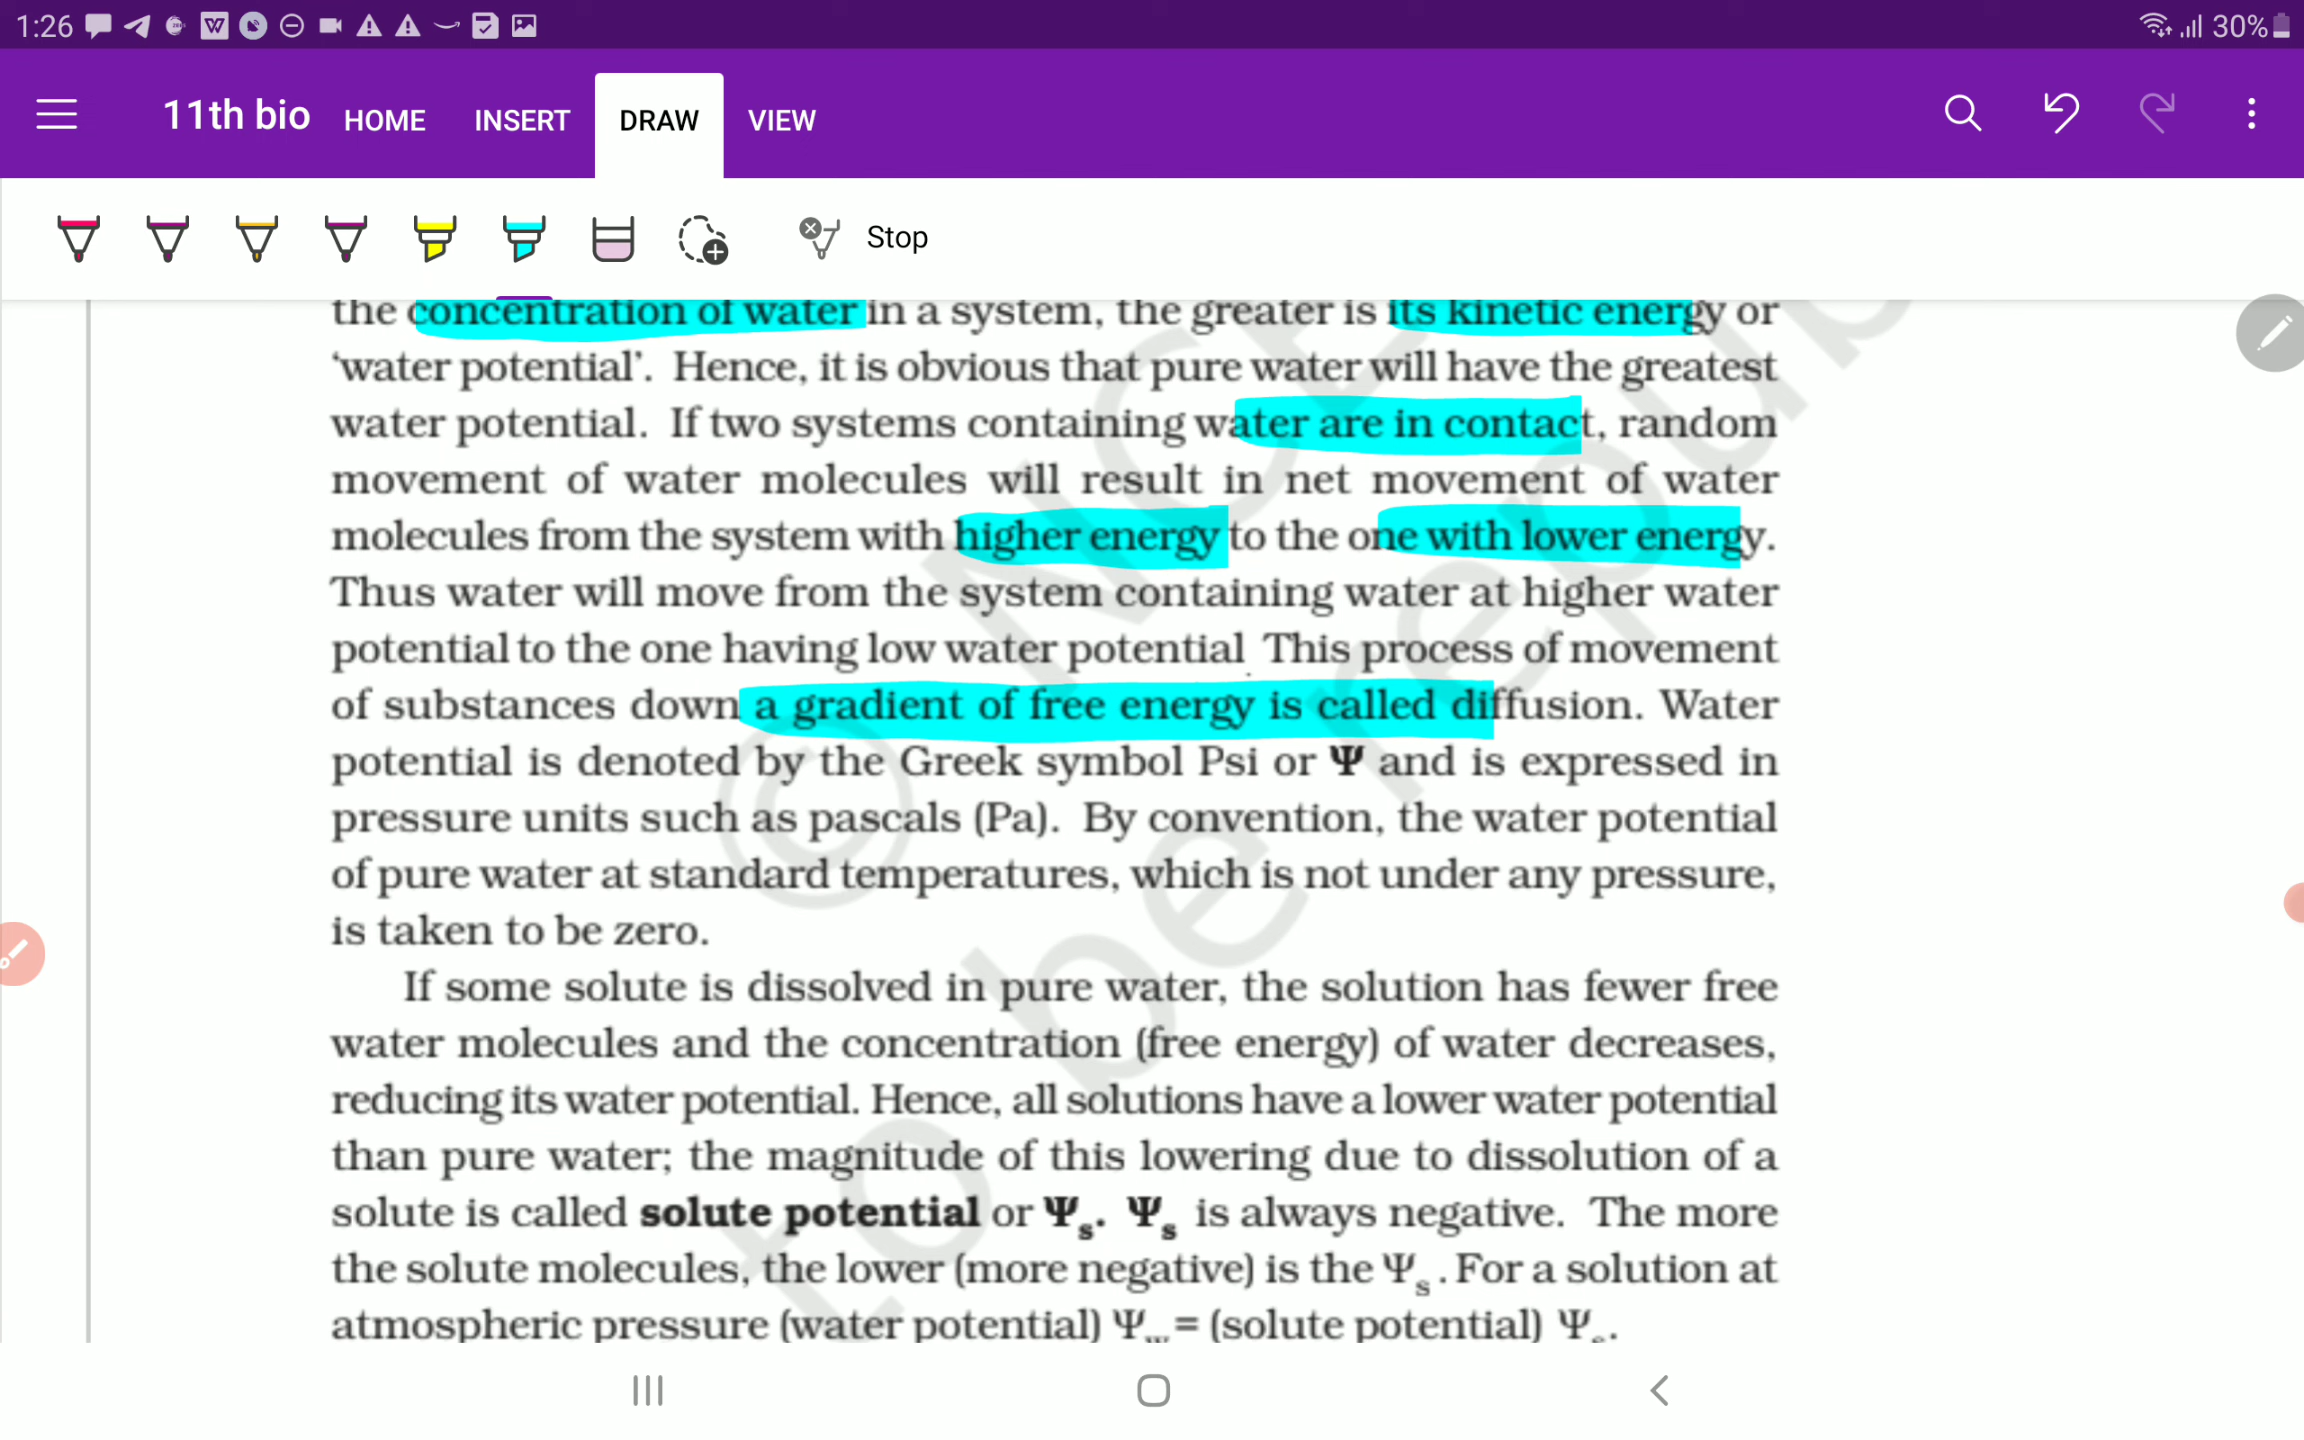 1:26
30%
11th bio HOME INSERT DRAW VIEW
Stop
the concentration of water in a system, the greater is its kinetic energy or
‘water potential’. Hence, it is obvious that pure water will have the greatest
water potential. If two systems containing water are in contact, random
movement of water molecules will result in net movement of water
molecules from the system with higher energy to the one with lower energy.
Thus water will move from the system containing water at higher water
potential to the one having low water potential This process of movement
of substances down a gradient of free energy is called diffusion. Water
potential is denoted by the Greek symbol Psi or Ψ and is expressed in
pressure units such as pascals (Pa). By convention, the water potential
of pure water at standard temperatures, which is not under any pressure,
is taken to be zero.
If some solute is dissolved in pure water, the solution has fewer free
water molecules and the concentration (free energy) of water decreases,
reducing its water potential. Hence, all solutions have a lower water potential
than pure water; the magnitude of this lowering due to dissolution of a
solute is called solute potential or Ψs. Ψs is always negative. The more
the solute molecules, the lower (more negative) is the Ψs. For a solution at
atmospheric pressure (water potential) Ψw = (solute potential) Ψs.
© NCE
to be repub